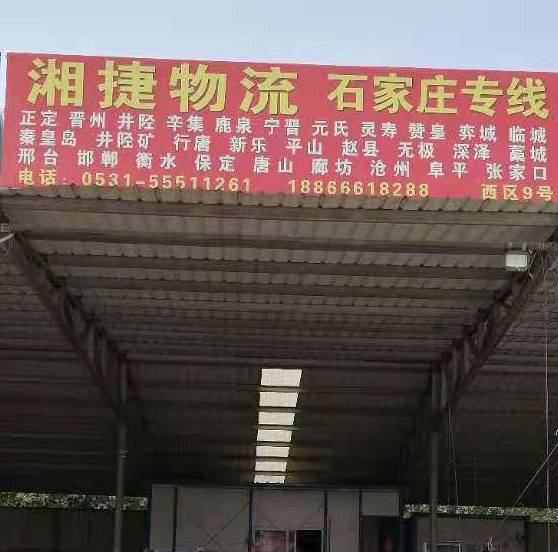 湘捷物流 石家庄专线
正定 晋州 井陉 辛集 鹿泉 宁晋 元氏 灵寿 赞皇 栾城 临城
秦皇岛 井陉矿 行唐 新乐 平山 赵县 无极 深泽 藁城
邢台 邯郸 衡水 保定 唐山 廊坊 沧州 阜平 张家口
电话：0531-55511261 18866618288 西区9号